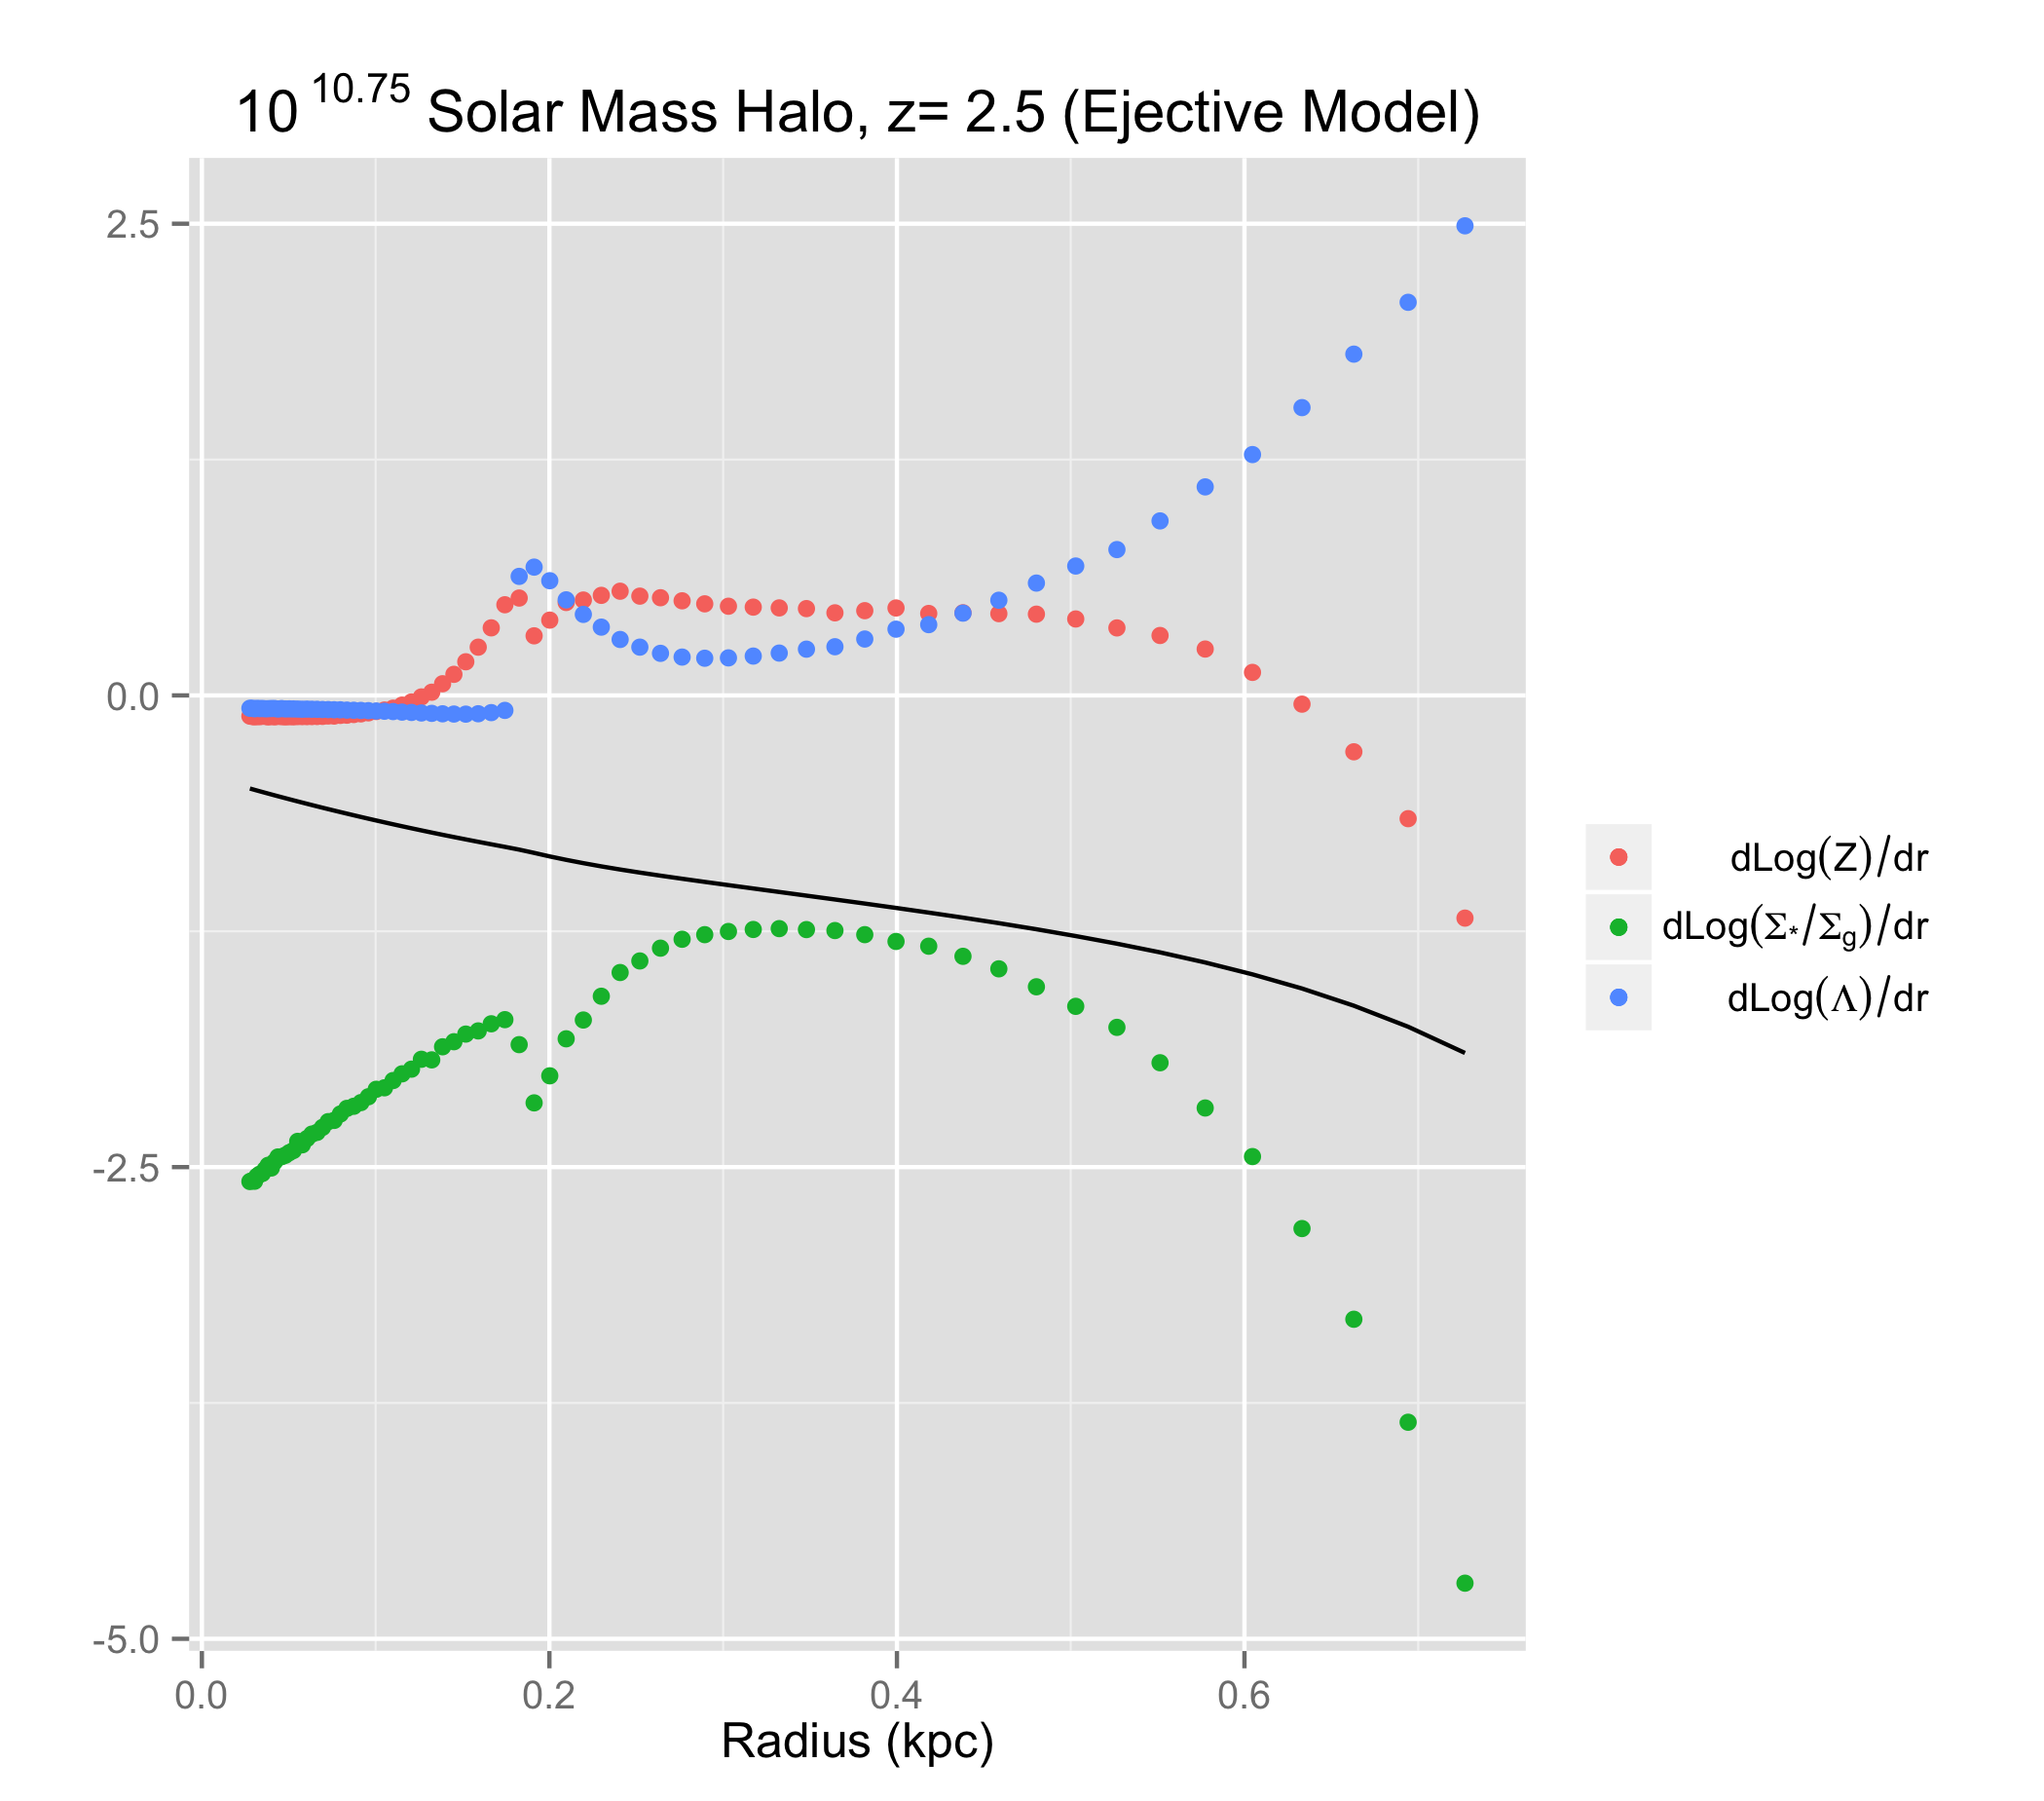 10^10.75 Solar Mass Halo, z= 2.5 (Ejective Model)
2.5
0.0
-2.5
-5.0
0.0 0.2 0.4 0.6
Radius (kpc)
dLog(Z)/dr
dLog(Σ*/Σg)/dr
dLog(Λ)/dr